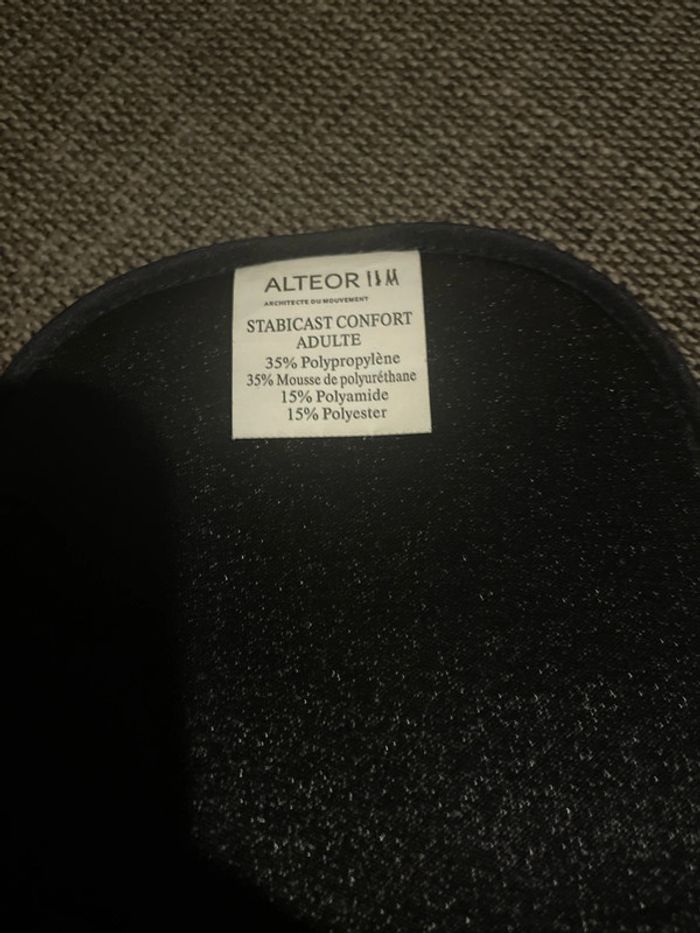 ALTEOR
ARCHITECTE DU MOUVEMENT
STABICAST CONFORT
ADULTE
35% Polypropylène
35% Mousse de polyuréthane
15% Polyamide
15% Polyester